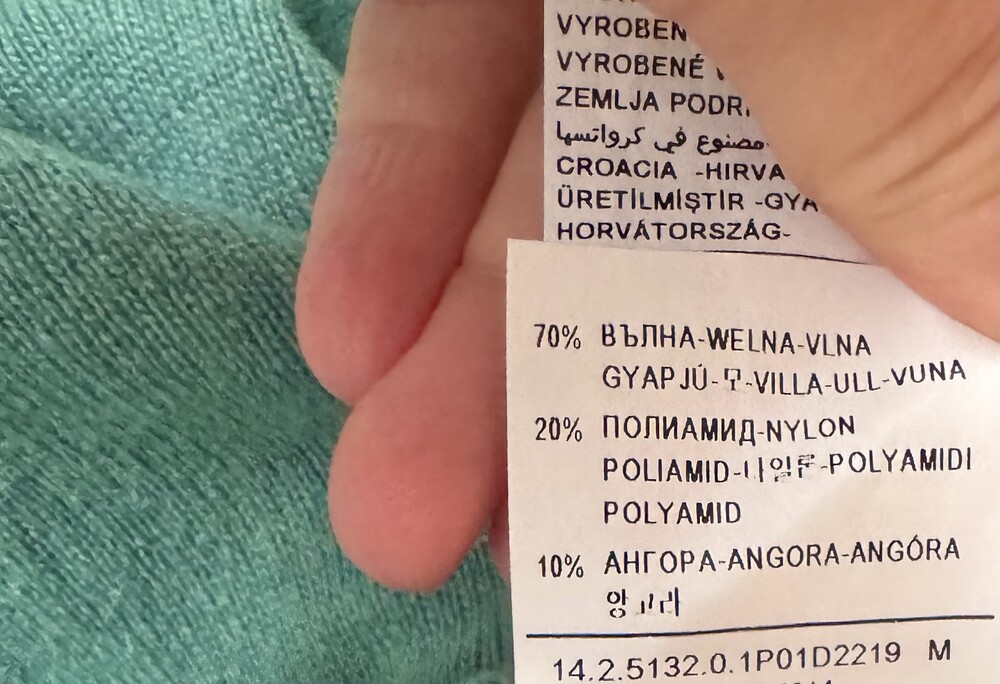 VYROBEN
VYROBENÉ
ZEMLJA
مصنوع في كرواتسيا
CROACIA -HIRVA
ÜRETİLMİŞTİR -GYA
HORVÁTORSZÁG-
70% ВЪЛНА-WELNA-VLNA
GYAPJÚ- -VILLA-ULL-VUNA
20% ПОЛИАМИД-NYLON
POLIAMID- -POLYAMIDI
POLYAMID
10% АНГОРА-ANGORA-ANGÓRA
14.2.5132.0.1P01D2219 M